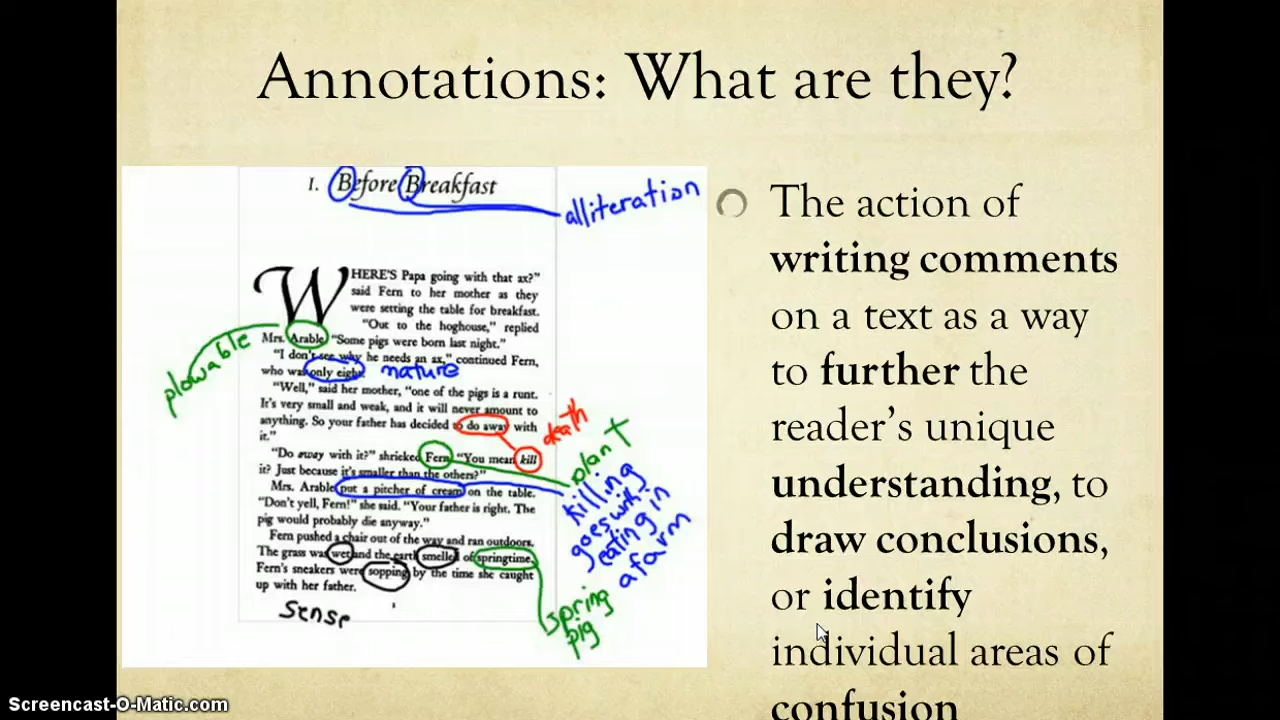 Annotations: What are they?
I. Before Breakfast
alliteration
WHERE'S Papa going with that ax?"
said Fern to her mother as they
were setting the table for breakfast.
"Out to the hoghouse," replied
Mrs. Arable "Some pigs were born last night."
"I don't see why he needs an ax," continued Fern,
who was only eight
"Well," said her mother, "one of the pigs is a runt.
It's very small and weak, and it will never amount to
anything. So your father has decided to do away with
it."
"Do away with it?" shrieked Fern "You mean kill
it? Just because it's smaller than the others?"
Mrs. Arable put a pitcher of cream on the table.
"Don't yell, Fern!" she said. "Your father is right. The
pig would probably die anyway."
Fern pushed a chair out of the way and ran outdoors.
The grass was wet and the earth smelled of springtime.
Fern's sneakers were sopping by the time she caught
up with her father.
plowable
nature
death
plant
killing
goes
eating in
a farm
spring
pig
sense
The action of
writing comments
on a text as a way
to further the
reader's unique
understanding, to
draw conclusions,
or identify
individual areas of
confusion
Screencast-O-Matic.com